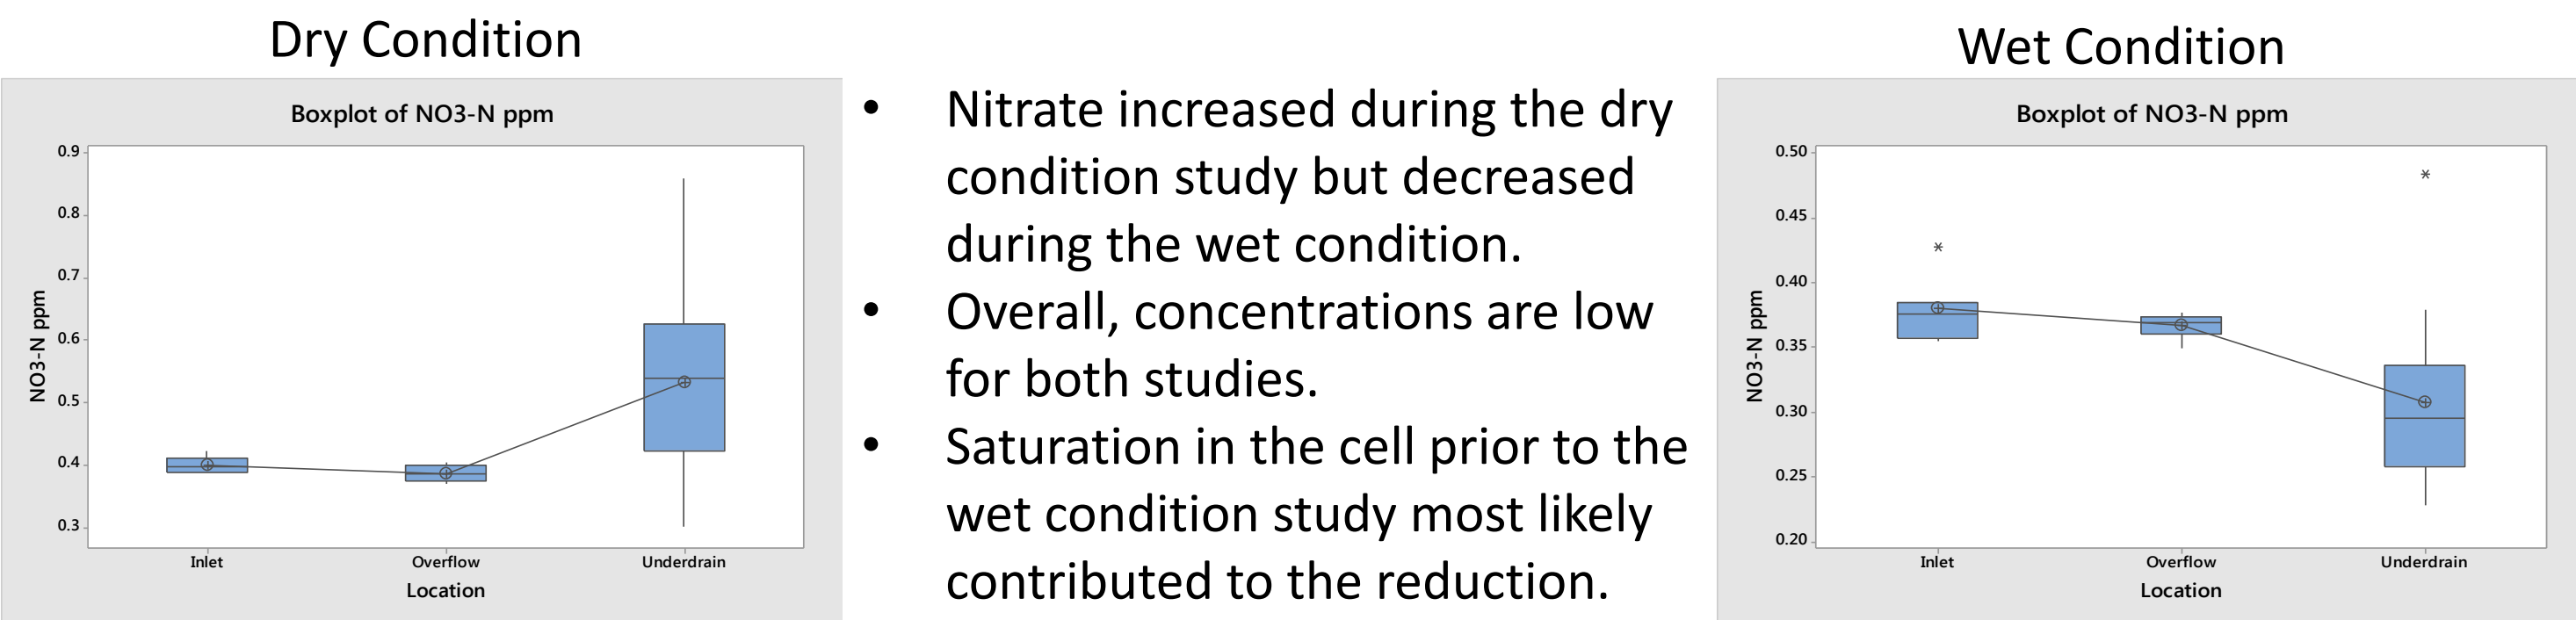 Dry Condition
Boxplot of NO3-N ppm
NO3-N ppm
0.9
0.8
0.7
0.6
0.5
0.4
0.3
Inlet Overflow Underdrain
Location
• Nitrate increased during the dry
condition study but decreased
during the wet condition.
• Overall, concentrations are low
for both studies.
• Saturation in the cell prior to the
wet condition study most likely
contributed to the reduction.
Wet Condition
Boxplot of NO3-N ppm
NO3-N ppm
0.50
0.45
0.40
0.35
0.30
0.25
0.20
Inlet Overflow Underdrain
Location